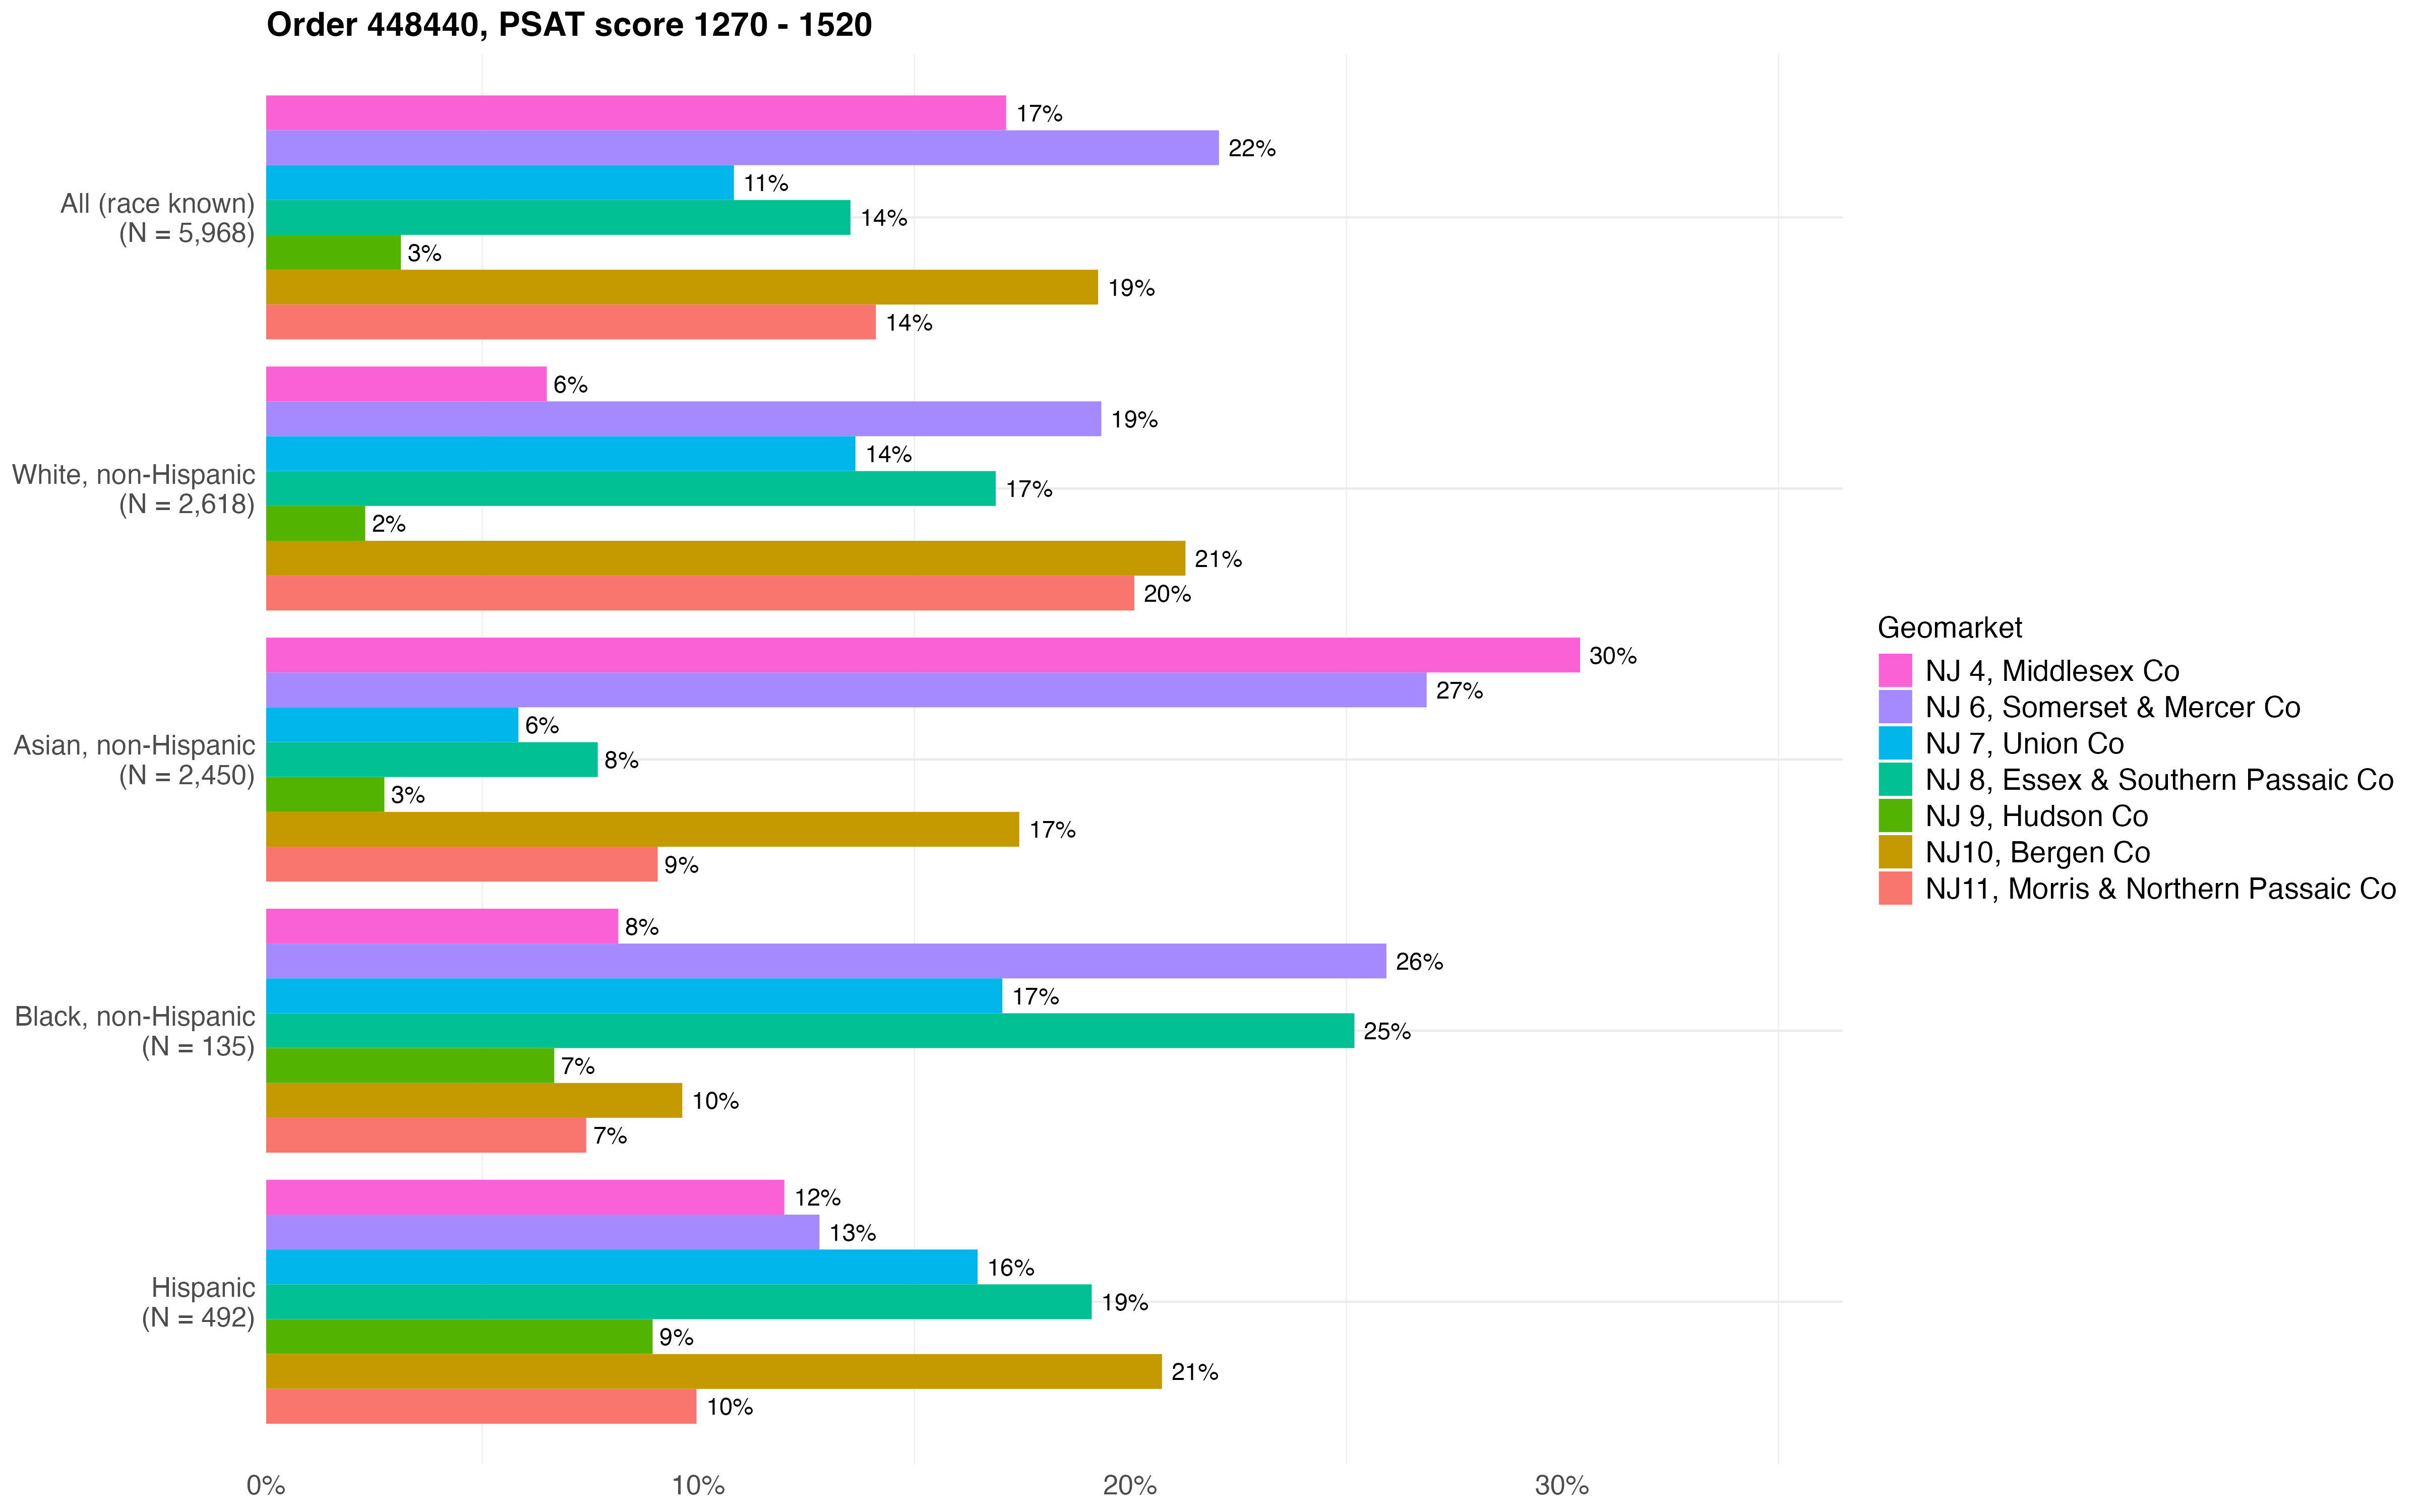 Order 448440, PSAT score 1270 - 1520
All (race known)
(N = 5,968)
17%
22%
11%
14%
3%
19%
14%
White, non-Hispanic
(N = 2,618)
6%
19%
14%
17%
2%
21%
20%
Asian, non-Hispanic
(N = 2,450)
30%
27%
6%
8%
3%
17%
9%
Black, non-Hispanic
(N = 135)
8%
26%
17%
25%
7%
10%
7%
Hispanic
(N = 492)
12%
13%
16%
19%
9%
21%
10%
0%
10%
20%
30%
Geomarket
NJ 4, Middlesex Co
NJ 6, Somerset & Mercer Co
NJ 7, Union Co
NJ 8, Essex & Southern Passaic Co
NJ 9, Hudson Co
NJ10, Bergen Co
NJ11, Morris & Northern Passaic Co